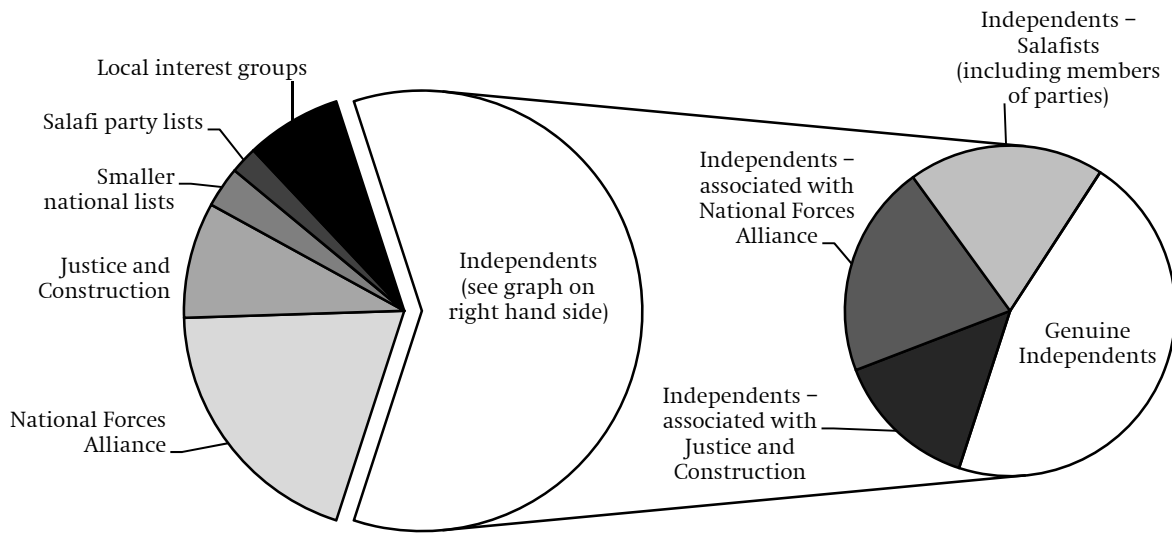 Local interest groups
Salafi party lists
Smaller
national lists
Justice and
Construction
National Forces
Alliance
Independents
(see graph on
right hand side)
Independents –
Salafists
(including members
of parties)
Independents –
associated with
National Forces
Alliance
Independents –
associated with
Justice and
Construction
Genuine
Independents